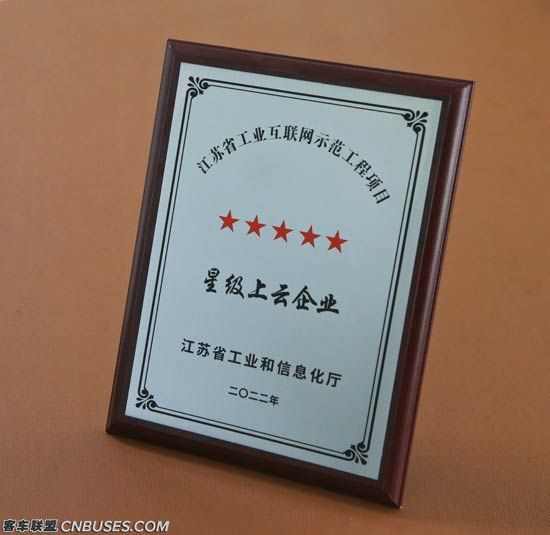 江苏省工业互联网示范工程项目
★★★★★
星级上云企业
江苏省工业和信息化厅
二〇二二年
客车联盟 CNBUSES.COM